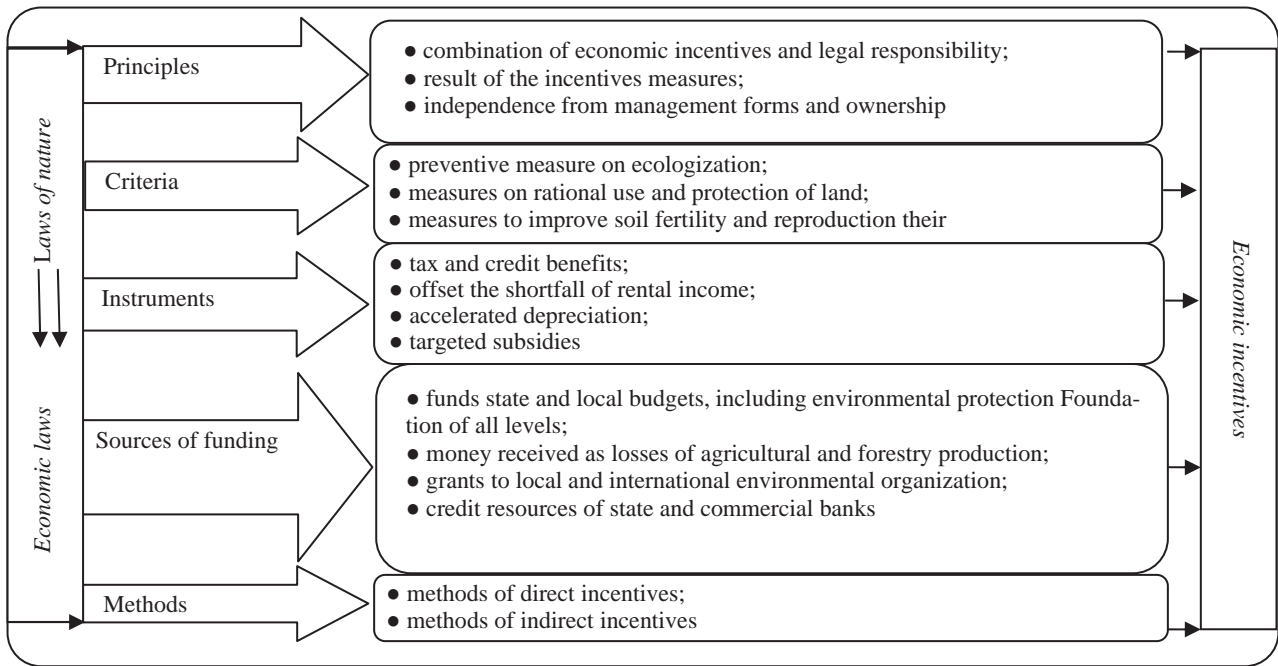 Laws of nature
Economic laws
Principles
● combination of economic incentives and legal responsibility;
● result of the incentives measures;
● independence from management forms and ownership
Criteria
● preventive measure on ecologization;
● measures on rational use and protection of land;
● measures to improve soil fertility and reproduction their
Instruments
● tax and credit benefits;
● offset the shortfall of rental income;
● accelerated depreciation;
● targeted subsidies
Sources of funding
● funds state and local budgets, including environmental protection Founda-
tion of all levels;
● money received as losses of agricultural and forestry production;
● grants to local and international environmental organization;
● credit resources of state and commercial banks
Methods
● methods of direct incentives;
● methods of indirect incentives
Economic incentives